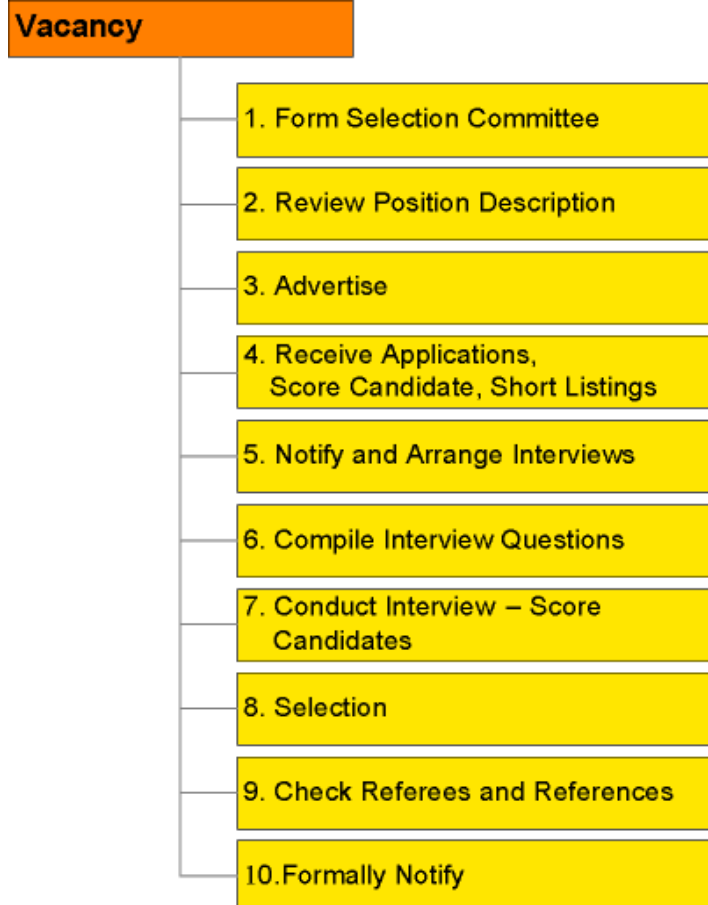 Vacancy
1. Form Selection Committee
2. Review Position Description
3. Advertise
4. Receive Applications,
Score Candidate, Short Listings
5. Notify and Arrange Interviews
6. Compile Interview Questions
7. Conduct Interview – Score
Candidates
8. Selection
9. Check Referees and References
10.Formally Notify